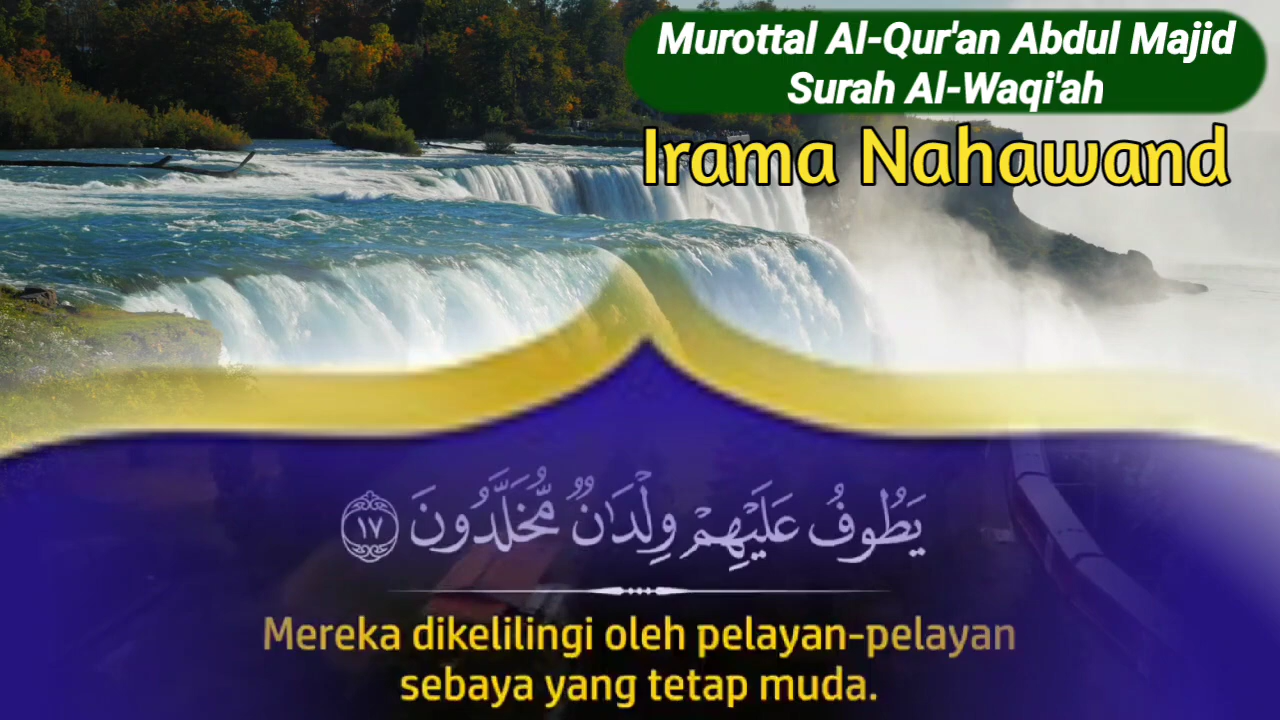 Murottal Al-Qur'an Abdul Majid
Surah Al-Waqi'ah
Irama Nahawand
يَطُوفُ عَلَيْهِمْ وِلْدَٰنٌ مُّخَلَّدُونَ ١٧
Mereka dikelilingi oleh pelayan-pelayan
sebaya yang tetap muda.